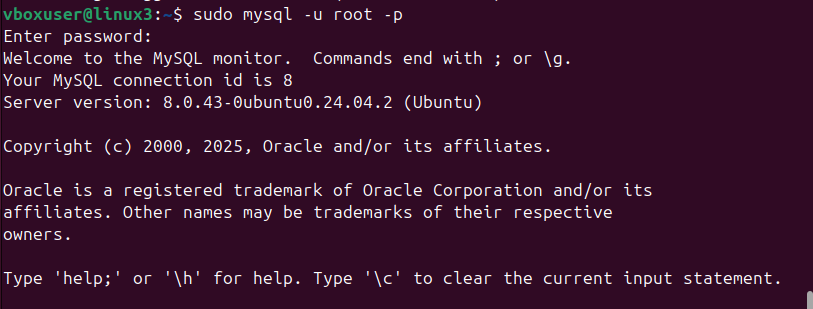 vboxuser@linux3:~$ sudo mysql -u root -p
Enter password:
Welcome to the MySQL monitor.  Commands end with ; or \g.
Your MySQL connection id is 8
Server version: 8.0.43-0ubuntu0.24.04.2 (Ubuntu)

Copyright (c) 2000, 2025, Oracle and/or its affiliates.

Oracle is a registered trademark of Oracle Corporation and/or its
affiliates. Other names may be trademarks of their respective
owners.

Type 'help;' or '\h' for help. Type '\c' to clear the current input statement.